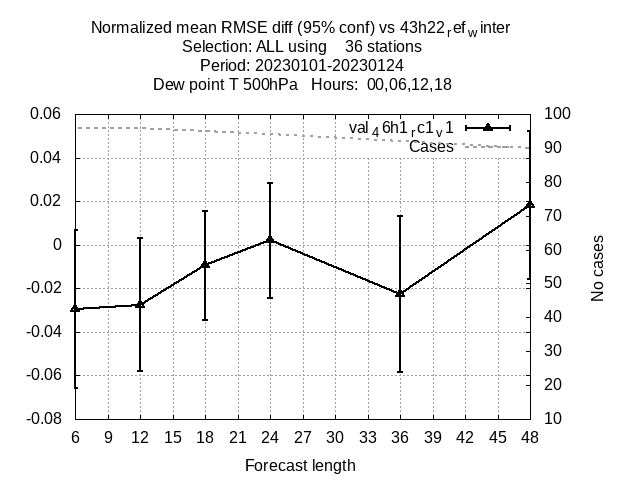 Normalized mean RMSE diff (95% conf) vs 43h22refwinter
Selection: ALL using 36 stations
Period: 20230101-20230124
Dew point T 500hPa Hours: 00,06,12,18
0.06 100
val46h1rc1v1
Cases
0.04 90
80
0.02 70
0 60
50
-0.02 40
-0.04 30
-0.06 20
-0.08 10
No cases
6 9 12 15 18 21 24 27 30 33 36 39 42 45 48
Forecast length